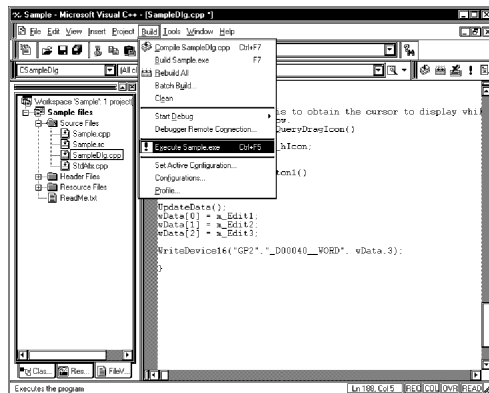 Sample - Microsoft Visual C++ - [SampleDlg.cpp *]
File Edit View Insert Project Build Tools Window Help
CSampleDlg
[All cl
Compile SampleDlg.cpp Ctrl+F7
Build Sample.exe F7
Rebuild All
Batch Build...
Clean
Start Debug
Debugger Remote Connection...
Execute Sample.exe Ctrl+F5
Set Active Configuration...
Configurations...
Profile...
Workspace 'Sample': 1 project
Sample files
Source Files
Sample.cpp
Sample.rc
SampleDlg.cpp
StdAfx.cpp
Header Files
Resource Files
ReadMe.txt
is to obtain the cursor to display whi
ow.
QueryDragIcon()
_hIcon;
ton1()
UpdateData();
wData[0] = m_Edit1;
wData[1] = m_Edit2;
wData[2] = m_Edit3;
WriteDevice16("GP2","_D00040__WORD", wData,3);
}
Clas...
Res...
FileV...
Executes the program
Ln 188, Col 5 REC COL OVR READ